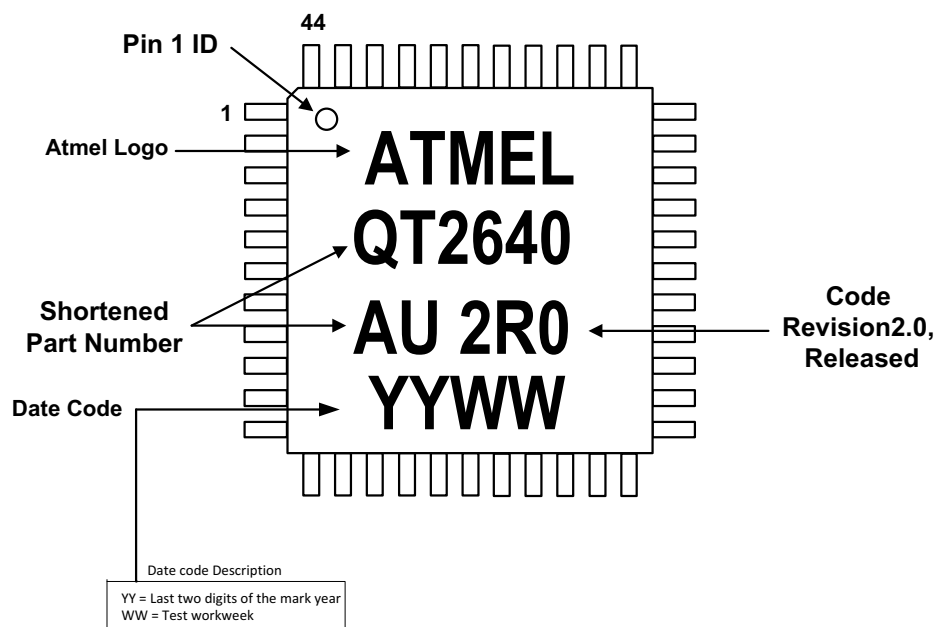 44
Pin 1 ID
1
Atmel Logo
ATMEL
QT2640
Shortened
Part Number
AU 2R0
Code
Revision2.0,
Released
Date Code
YYWW
Date code Description
YY = Last two digits of the mark year
WW = Test workweek